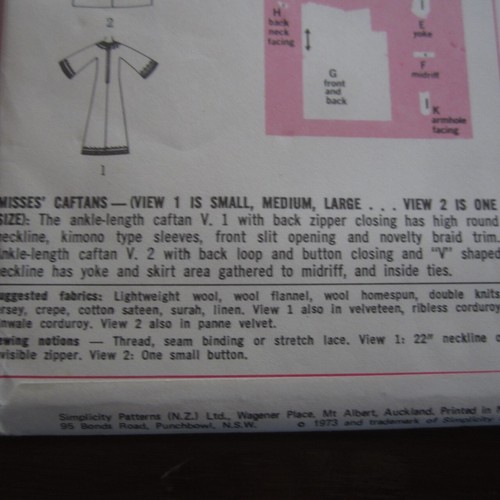 H
back
neck
facing
E
yoke
F
midriff
G
front
and
back
K
armhole
facing
2
1
MISSES' CAFTANS — (VIEW 1 IS SMALL, MEDIUM, LARGE . . . VIEW 2 IS ONE
SIZE): The ankle-length caftan V. 1 with back zipper closing has high round
neckline, kimono type sleeves, front slit opening and novelty braid trim.
Ankle-length caftan V. 2 with back loop and button closing and "V" shaped
neckline has yoke and skirt area gathered to midriff, and inside ties.
uggested fabrics: Lightweight wool, wool flannel, wool homespun, double knits
ersey, crepe, cotton sateen, surah, linen. View 1 also in velveteen, ribless corduroy
inwale corduroy. View 2 also in panne velvet.
ewing notions — Thread, seam binding or stretch lace. View 1: 22" neckline o
visible zipper. View 2: One small button.
Simplicity Patterns (N.Z.) Ltd., Wagener Place, Mt Albert, Auckland. Printed in N
95 Bonds Road, Punchbowl, N.S.W. © 1973 and trademark of Simplicity